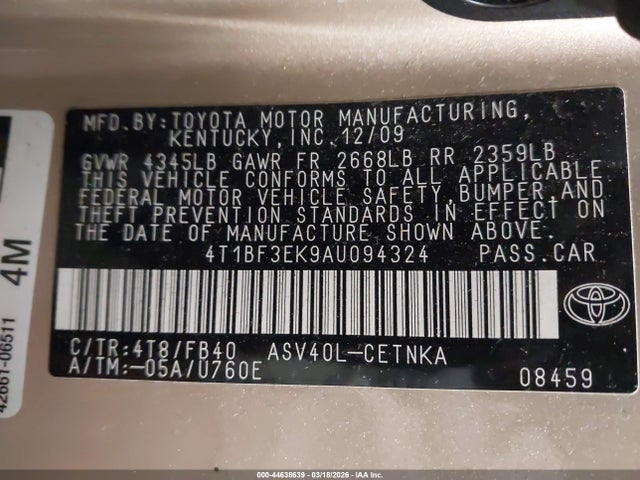 MFD.BY:TOYOTA MOTOR MANUFACTURING,
KENTUCKY,INC.12/09
GVWR 4345LB GAWR FR 2668LB RR 2359LB
THIS VEHICLE CONFORMS TO ALL APPLICABLE
FEDERAL MOTOR VEHICLE SAFETY,BUMPER,AND
THEFT PREVENTION STANDARDS IN EFFECT ON
THE DATE OF MANUFACTURE SHOWN ABOVE.
4T1BF3EK9AU094324 PASS.CAR
C/TR:4T8/FB40 ASV40L-CETNKA
A/TM:-05A/U760E
08459
4M
42661-06511
000-44638639 | 03/18/2026 - IAA Inc.